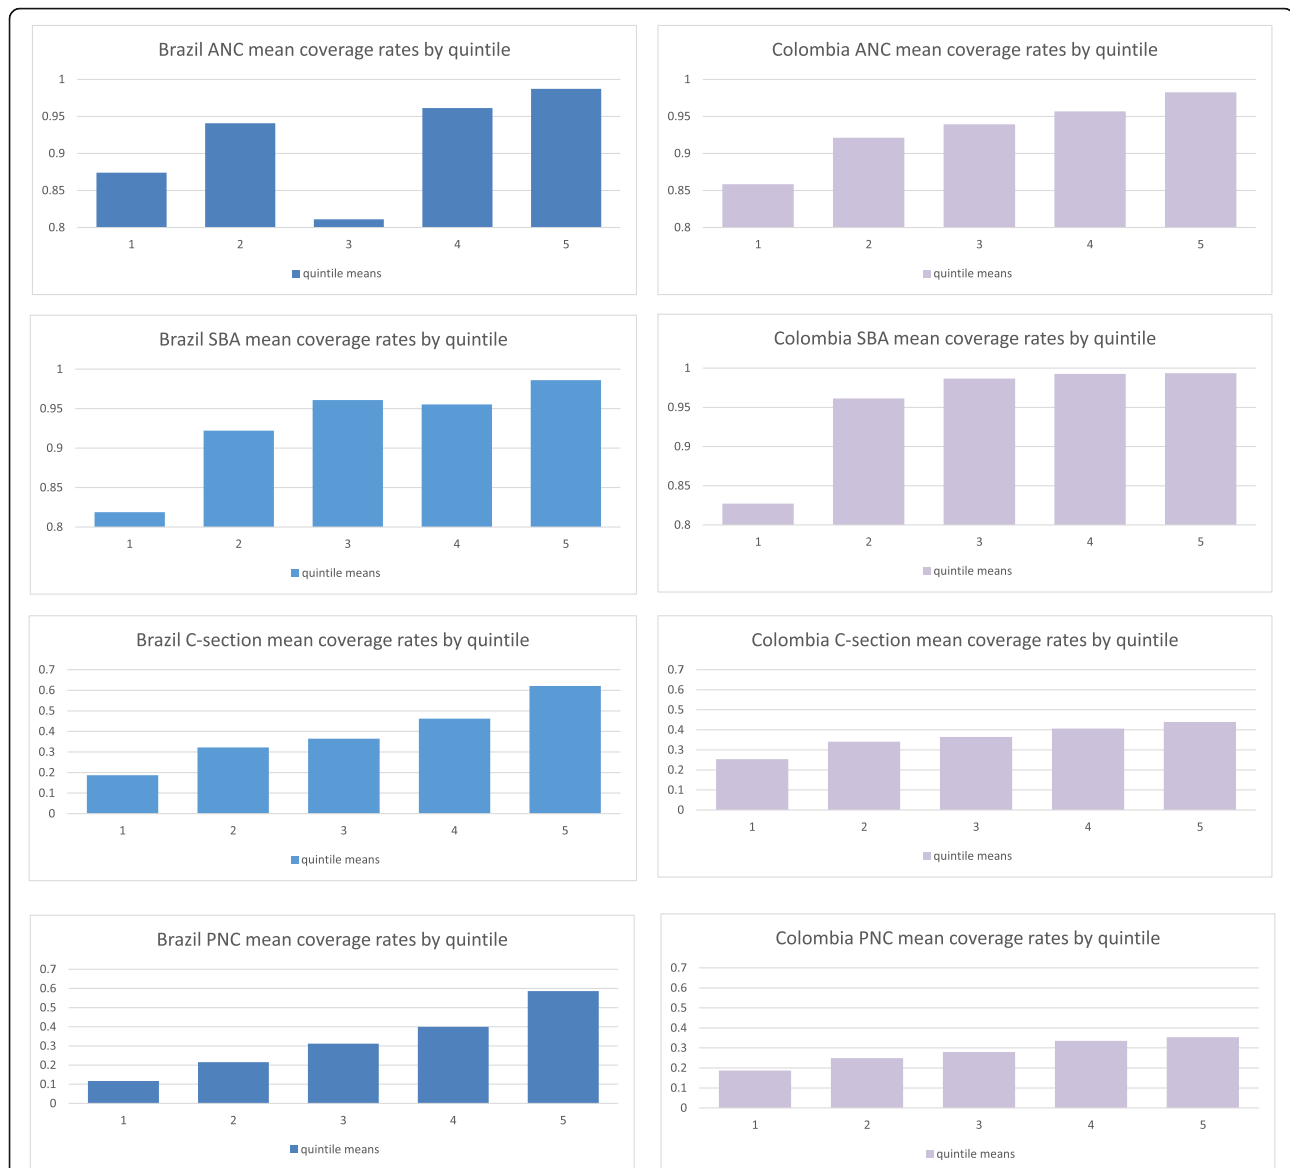 Brazil ANC mean coverage rates by quintile
1
0.95
0.9
0.85
0.8
1 2 3 4 5
quintile means
Colombia ANC mean coverage rates by quintile
1
0.95
0.9
0.85
0.8
1 2 3 4 5
quintile means
Brazil SBA mean coverage rates by quintile
1
0.95
0.9
0.85
0.8
1 2 3 4 5
quintile means
Colombia SBA mean coverage rates by quintile
1
0.95
0.9
0.85
0.8
1 2 3 4 5
quintile means
Brazil C-section mean coverage rates by quintile
0.7
0.6
0.5
0.4
0.3
0.2
0.1
0
1 2 3 4 5
quintile means
Colombia C-section mean coverage rates by quintile
0.7
0.6
0.5
0.4
0.3
0.2
0.1
0
1 2 3 4 5
quintile means
Brazil PNC mean coverage rates by quintile
0.7
0.6
0.5
0.4
0.3
0.2
0.1
0
1 2 3 4 5
quintile means
Colombia PNC mean coverage rates by quintile
0.7
0.6
0.5
0.4
0.3
0.2
0.1
0
1 2 3 4 5
quintile means